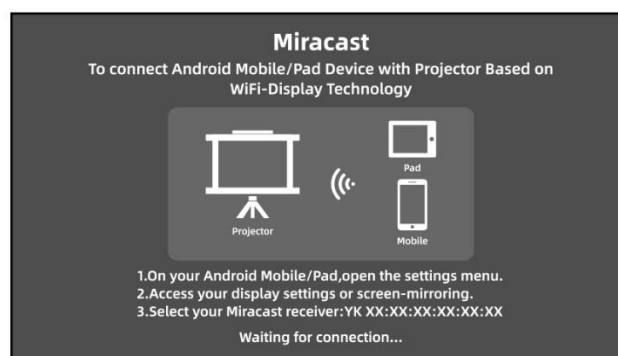 Miracast
To connect Android Mobile/Pad Device with Projector Based on
WiFi-Display Technology
Pad
Projector
Mobile
1.On your Android Mobile/Pad,open the settings menu.
2.Access your display settings or screen-mirroring.
3.Select your Miracast receiver:YK XX:XX:XX:XX:XX:XX
Waiting for connection...